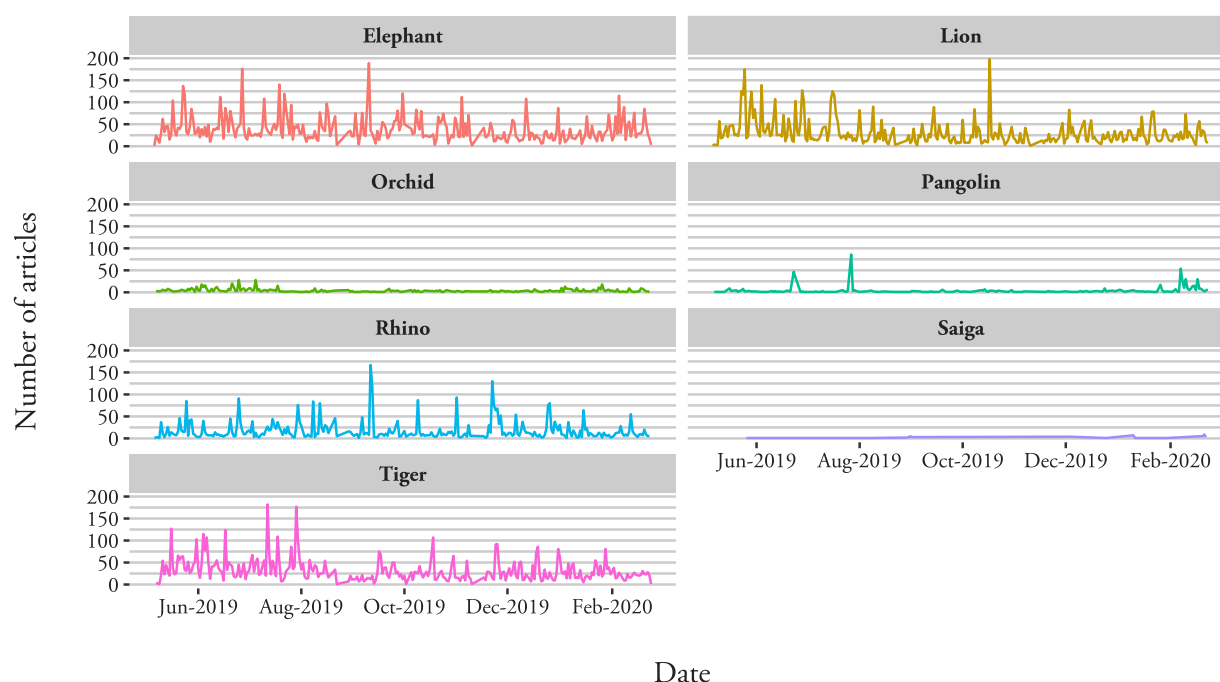 Elephant
Lion
200
150
100
50
0
Orchid
Pangolin
200
150
100
50
0
Rhino
Saiga
200
150
100
50
0
Jun-2019 Aug-2019 Oct-2019 Dec-2019 Feb-2020
Tiger
200
150
100
50
0
Jun-2019 Aug-2019 Oct-2019 Dec-2019 Feb-2020
Number of articles
Date